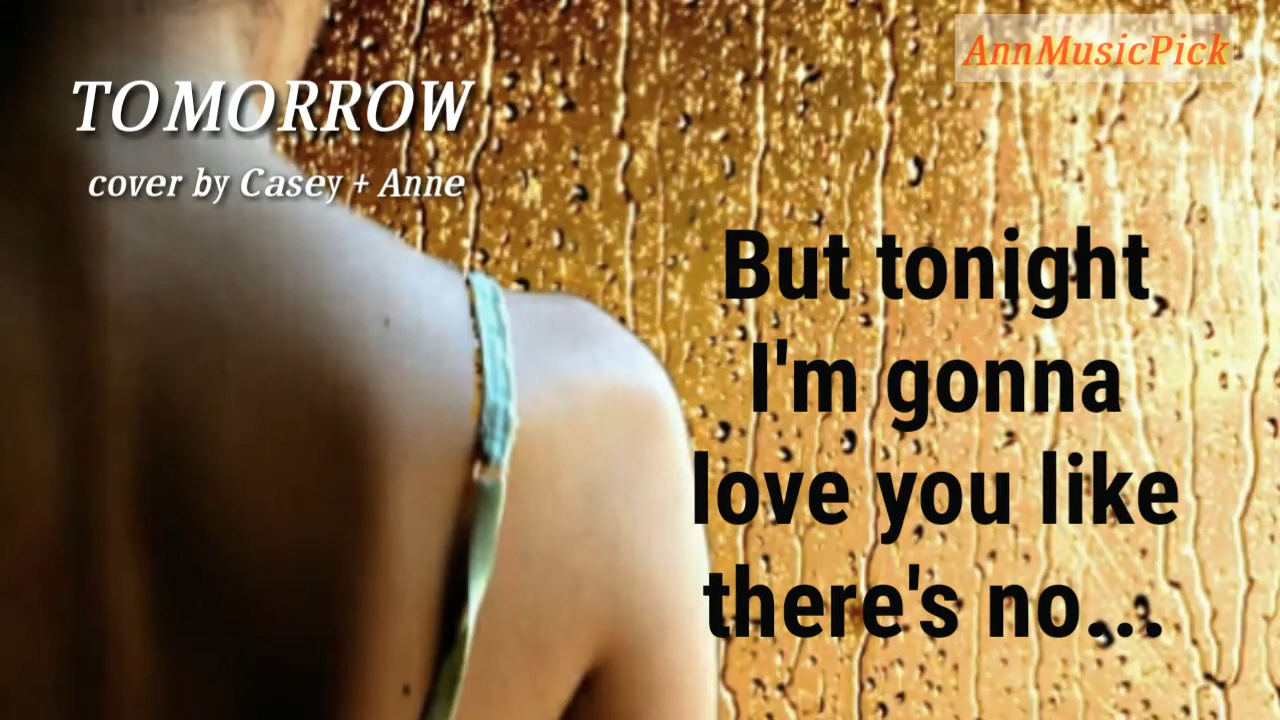 TOMORROW
cover by Casey + Anne
AnnMusicPick
But tonight
I'm gonna
love you like
there's no...